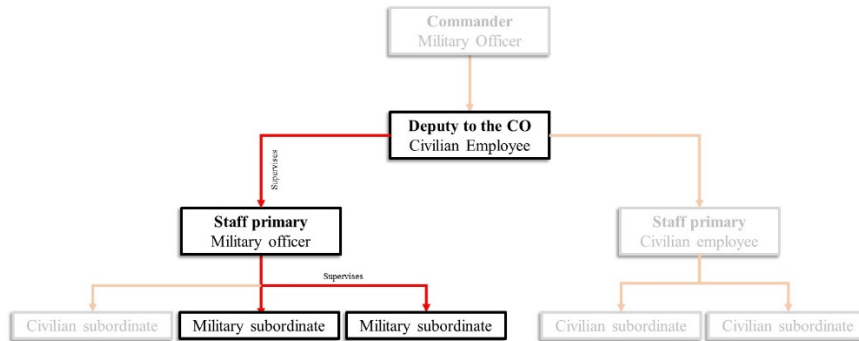 Commander
Military Officer
Deputy to the CO
Civilian Employee
Supervises
Staff primary
Military officer
Staff primary
Civilian employee
Supervises
Civilian subordinate
Military subordinate
Military subordinate
Civilian subordinate
Civilian subordinate